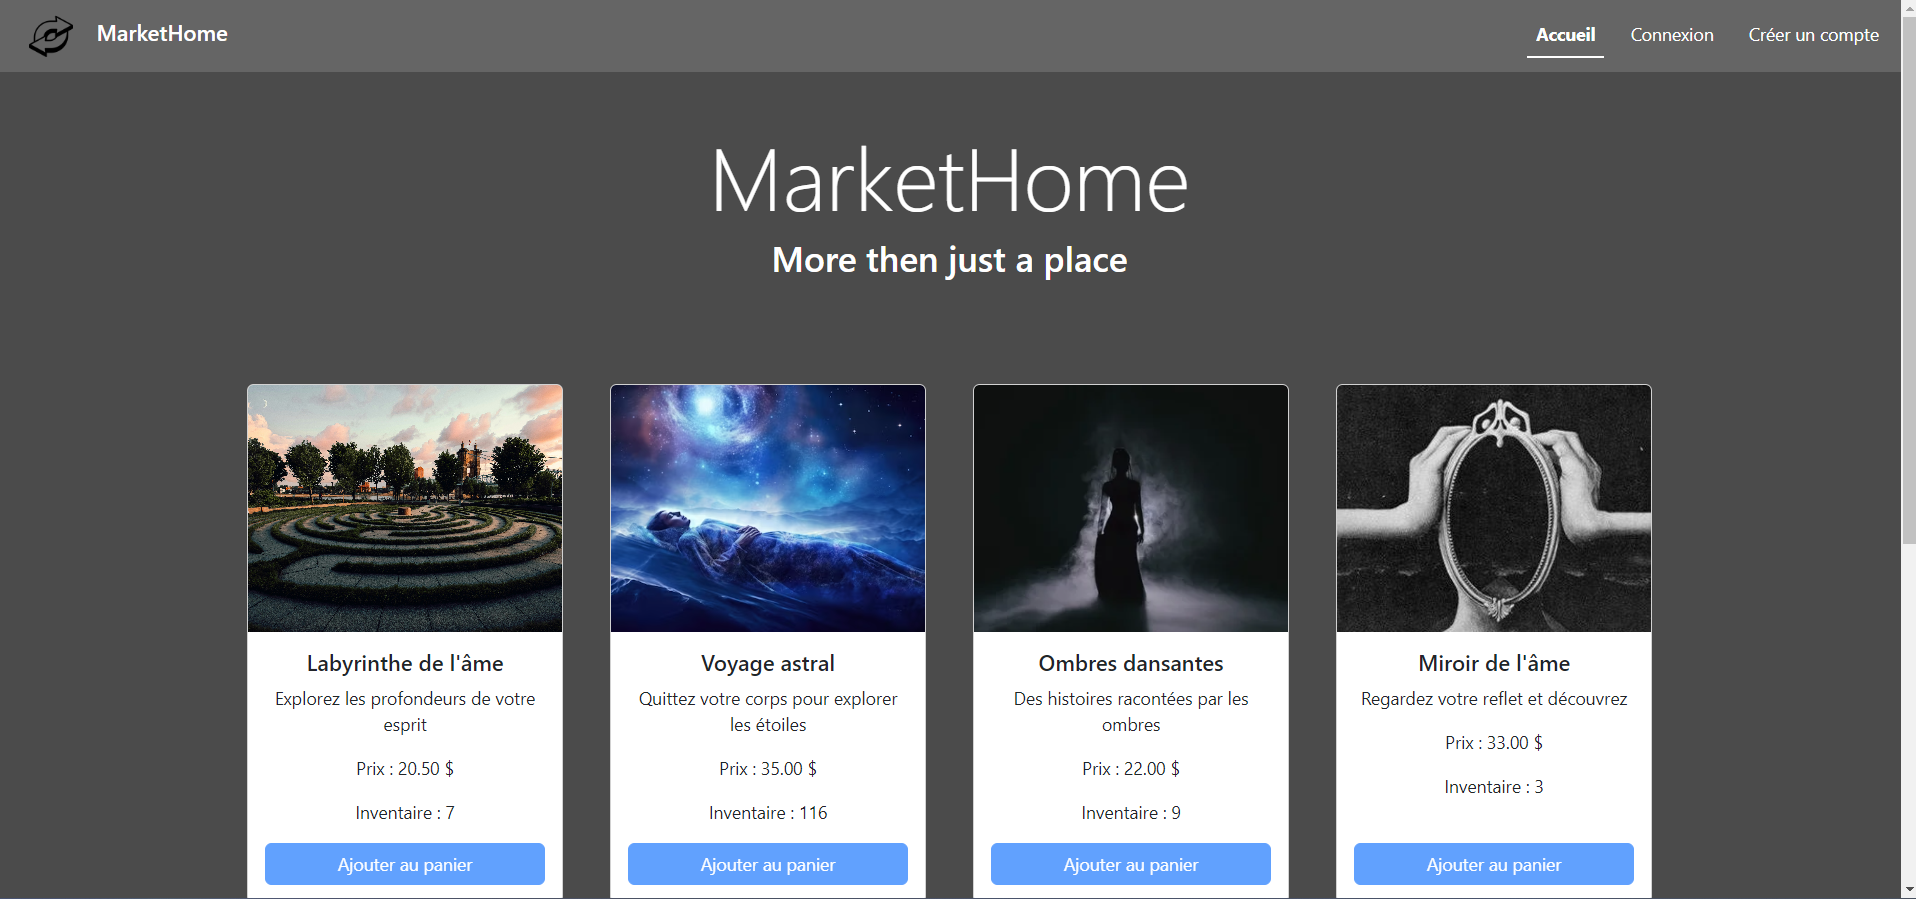 MarketHome
Accueil
Connexion
Créer un compte
MarketHome
More then just a place
Labyrinthe de l'âme
Explorez les profondeurs de votre
esprit
Prix : 20.50 $
Inventaire : 7
Ajouter au panier
Voyage astral
Quittez votre corps pour explorer
les étoiles
Prix : 35.00 $
Inventaire : 116
Ajouter au panier
Ombres dansantes
Des histoires racontées par les
ombres
Prix : 22.00 $
Inventaire : 9
Ajouter au panier
Miroir de l'âme
Regardez votre reflet et découvrez
Prix : 33.00 $
Inventaire : 3
Ajouter au panier